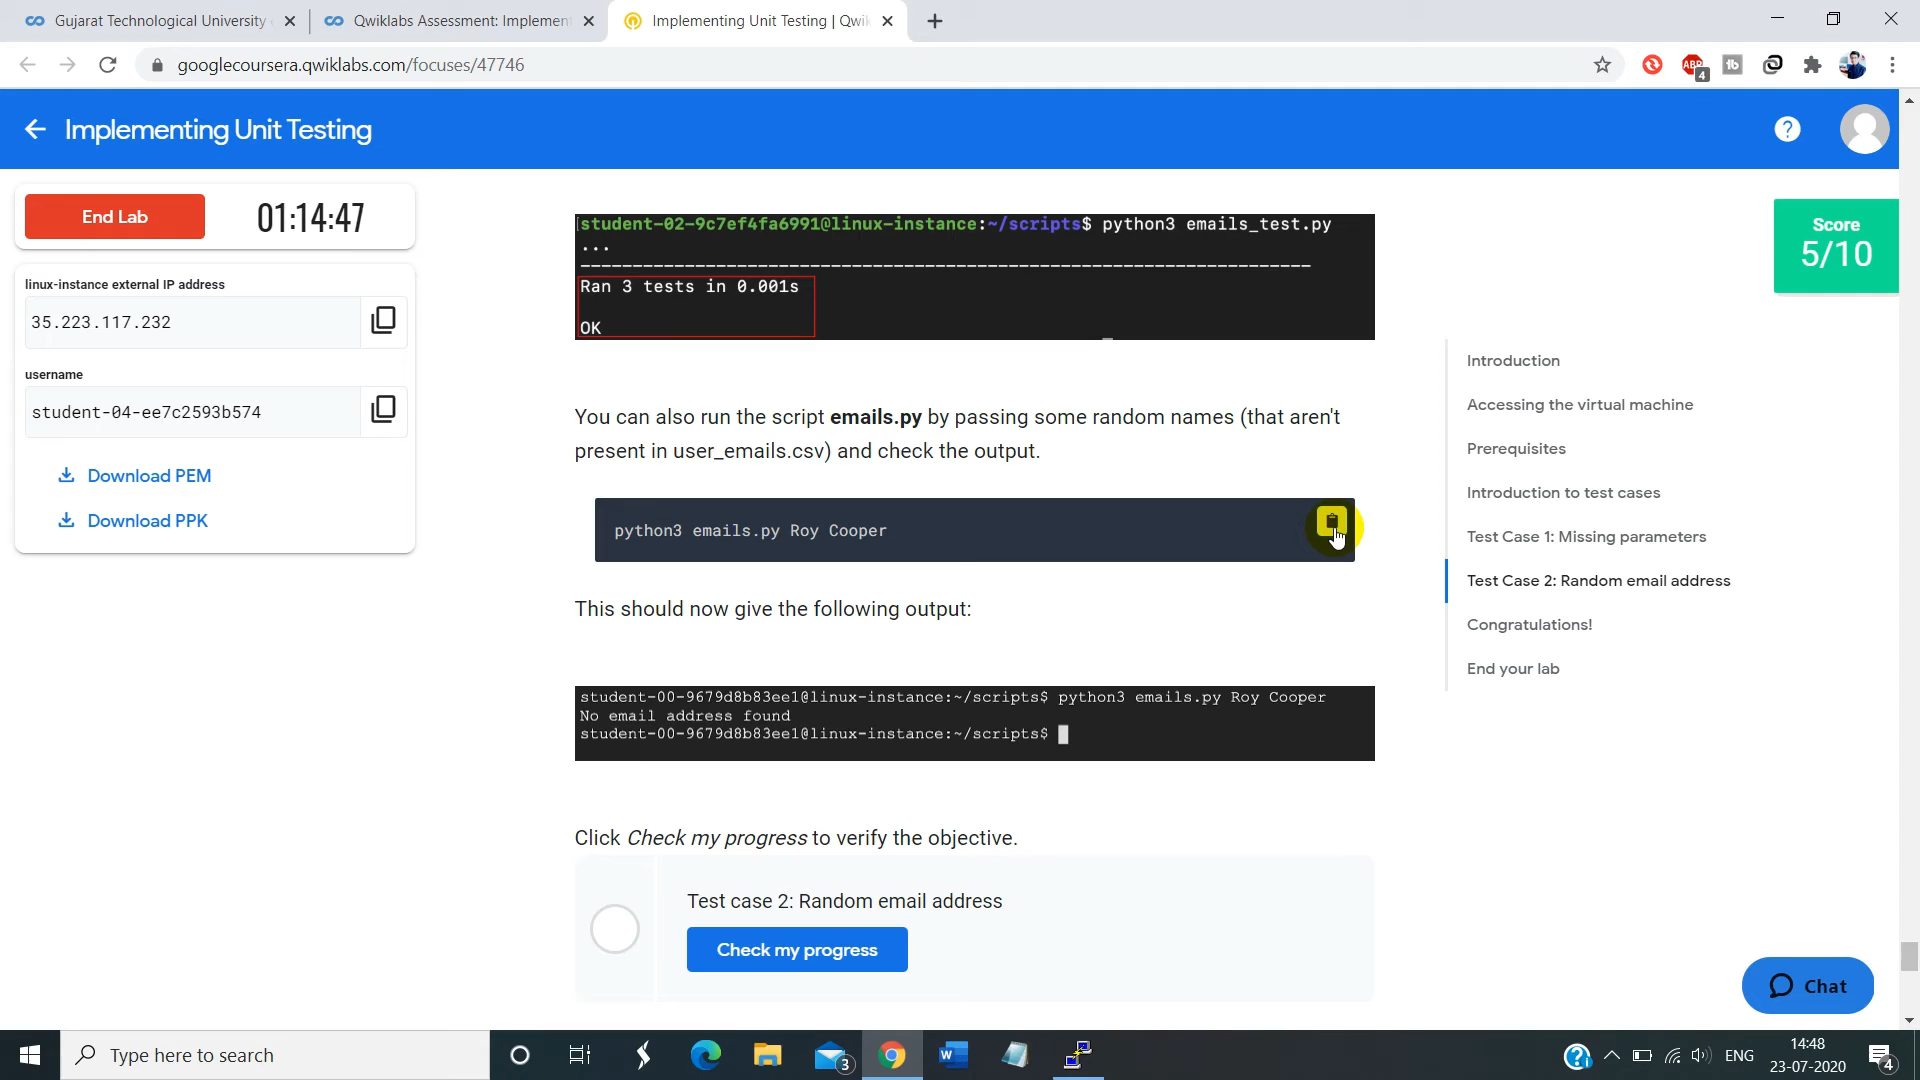 Gujarat Technological University
Qwiklabs Assessment: Implement
Implementing Unit Testing | Qwik
googlecoursera.qwiklabs.com/focuses/47746
ABP
4
Implementing Unit Testing
End Lab
01:14:47
linux-instance external IP address
35.223.117.232
username
student-04-ee7c2593b574
Download PEM
Download PPK
student-02-9c7ef4fa6991@linux-instance:~/scripts$ python3 emails_test.py
...
----------------------------------------------------------------------
Ran 3 tests in 0.001s
OK
You can also run the script emails.py by passing some random names (that aren't
present in user_emails.csv) and check the output.
python3 emails.py Roy Cooper
This should now give the following output:
student-00-9679d8b83ee1@linux-instance:~/scripts$ python3 emails.py Roy Cooper
No email address found
student-00-9679d8b83ee1@linux-instance:~/scripts$
Click Check my progress to verify the objective.
Test case 2: Random email address
Check my progress
Score
5/10
Introduction
Accessing the virtual machine
Prerequisites
Introduction to test cases
Test Case 1: Missing parameters
Test Case 2: Random email address
Congratulations!
End your lab
Chat
Type here to search
3
ENG
14:48
23-07-2020
4